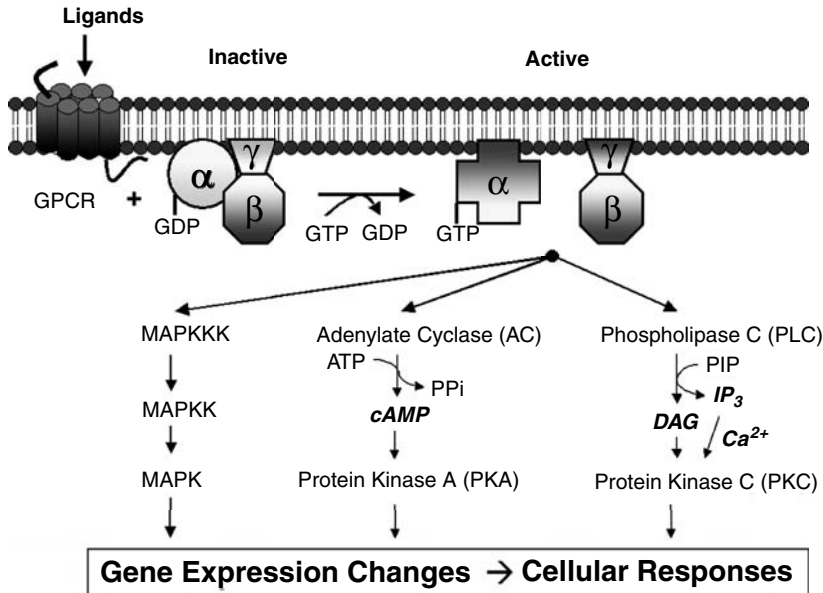 Ligands
Inactive Active
α γ β α γ β
GPCR + GDP GTP GDP GTP
MAPKKK Adenylate Cyclase (AC) Phospholipase C (PLC)
ATP PIP
PPi IP3
MAPKK cAMP DAG Ca2+
MAPK Protein Kinase A (PKA) Protein Kinase C (PKC)
Gene Expression Changes → Cellular Responses